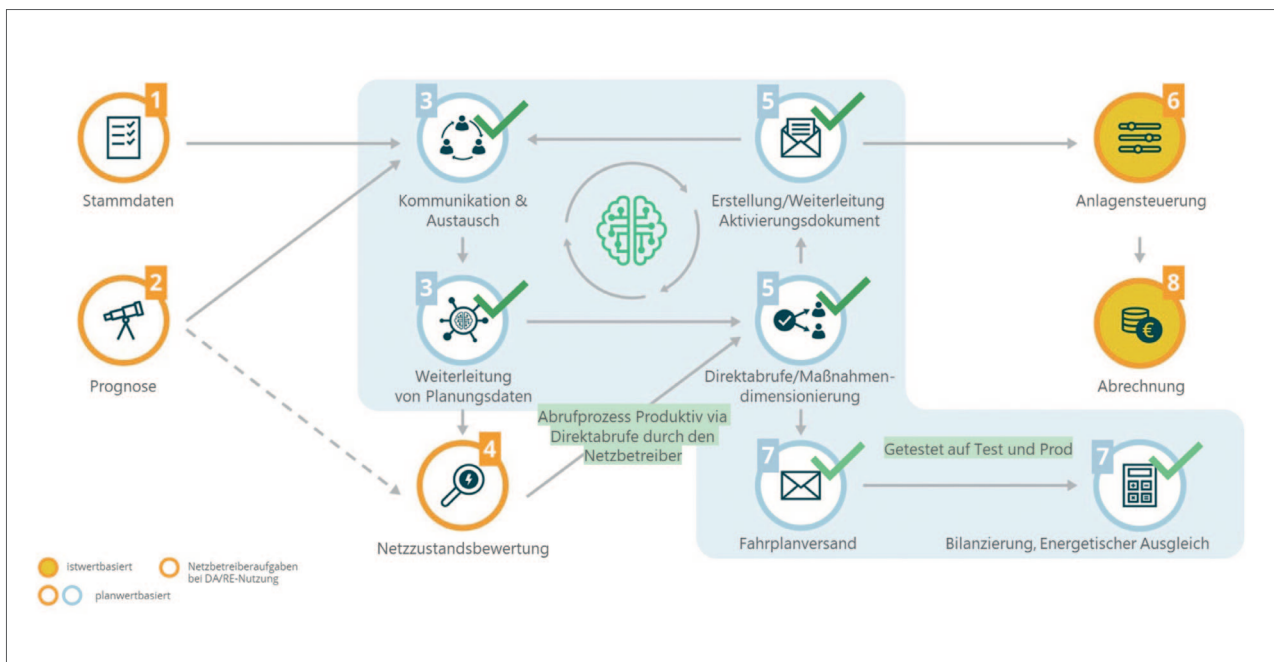 1
Stammdaten
2
Prognose
3
Kommunikation &
Austausch
3
Weiterleitung
von Planungsdaten
4
Netzzustandsbewertung
5
Erstellung/Weiterleitung
Aktivierungsdokument
5
Direktabrufe/Maßnahmen-
dimensionierung
Abrufprozess Produktiv via
Direktabrufe durch den
Netzbetreiber
6
Anlagensteuerung
8
€
Abrechnung
7
Fahrplanversand
Getestet auf Test und Prod
7
Bilanzierung, Energetischer Ausgleich
istwertbasiert
Netzbetreiberaufgaben
bei DA/RE-Nutzung
planwertbasiert